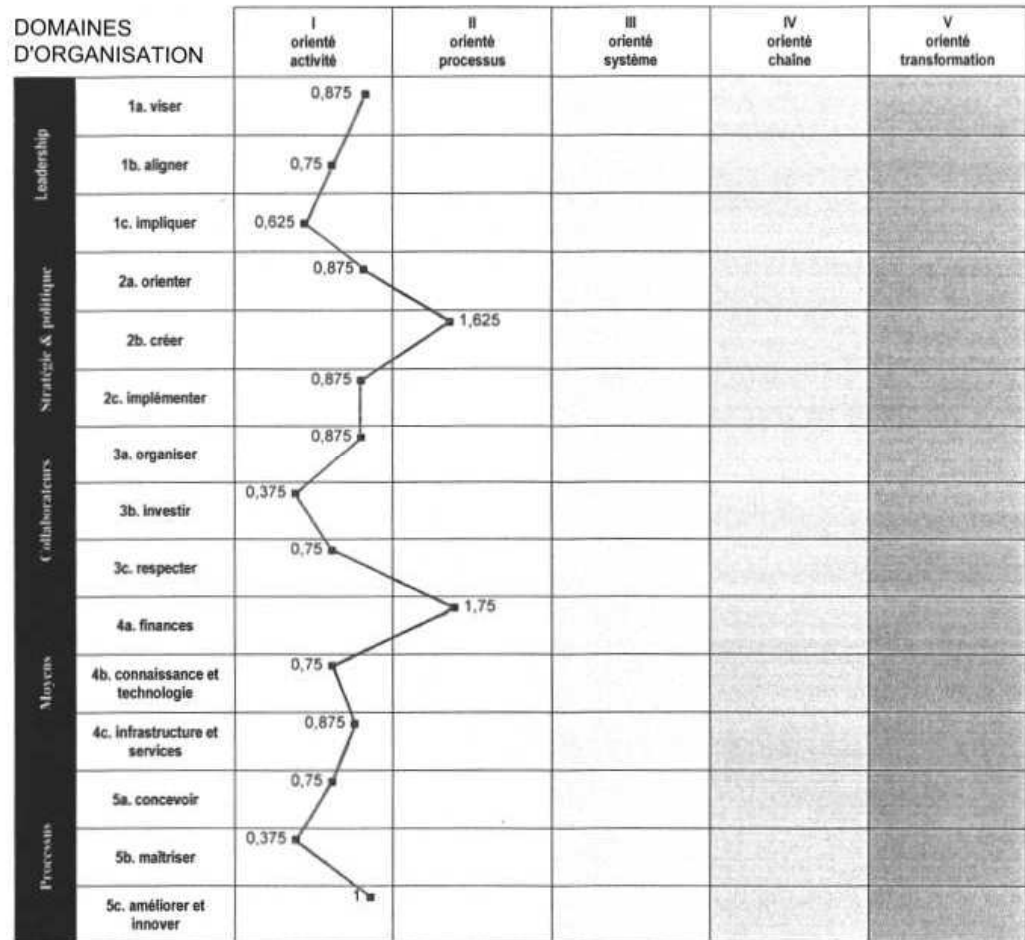 DOMAINES
D'ORGANISATION
I
orienté
activité
II
orienté
processus
III
orienté
système
IV
orienté
chaîne
V
orienté
transformation
Leadership
1a. viser
0,875
1b. aligner
0,75
1c. impliquer
0,625
Stratégie & politique
2a. orienter
0,875
2b. créer
1,625
2c. implémenter
0,875
Collaborateurs
3a. organiser
0,875
3b. investir
0,375
3c. respecter
0,75
Moyens
4a. finances
1,75
4b. connaissance et
technologie
0,75
4c. infrastructure et
services
0,875
Processus
5a. concevoir
0,75
5b. maîtriser
0,375
5c. améliorer et
innover
1